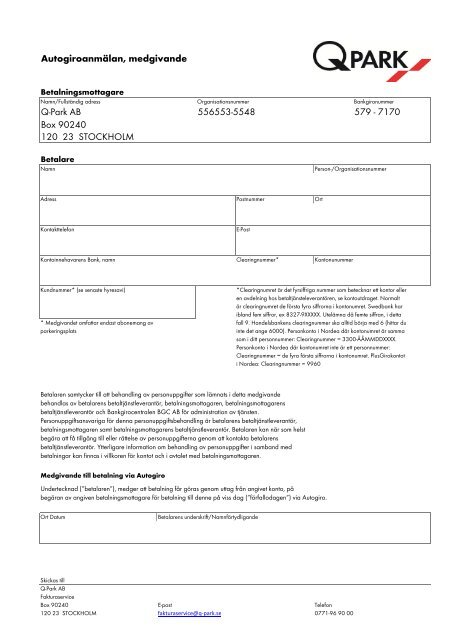 Autogiroanmälan, medgivande
Q PARK
Betalningsmottagare
Namn/Fullständig adress Organisationsnummer Bankgironummer
Q-Park AB 556553-5548 579 - 7170
Box 90240
120 23 STOCKHOLM
Betalare
Namn Person-/Organisationsnummer
Adress Postnummer Ort
Kontakttelefon E-Post
Kontoinnehavarens Bank, namn Clearingnummer* Kontonummer
Kundnummer* (se senaste hyresavi)
* Medgivandet omfattar endast abonemang av
parkeringsplats
*Clearingnumret är det fyrsiffriga nummer som betecknar ett kontor eller
en avdelning hos betaltjänstleverantören, se kontoutdraget. Normalt
är clearingnumret de första fyra siffrorna i kontonumret. Swedbank har
ibland fem siffror, ex 8327-9XXXXX. Utelämna då femte siffran, i detta
fall 9. Handelsbankens clearingnummer ska alltid börja med 6 (hittar du
inte det ange 6000). Personkonto i Nordea där kontonumret är samma
som i ditt personnummer: Clearingnummer = 3300-ÅÅMMDDXXXX.
Personkonto i Nordea där kontonumret inte är ett personnummer:
Clearingnummer = de fyra första siffrorna i kontonumret. PlusGirokontot
i Nordea: Clearingnummer = 9960
Betalaren samtycker till att behandling av personuppgifter som lämnats i detta medgivande
behandlas av betalarens betaltjänstleverantör, betalningsmottagaren, betalningsmottagarens
betaltjänstleverantör och Bankgirocentralen BGC AB för administration av tjänsten.
Personuppgiftsansvariga för denna personuppgiftsbehandling är betalarens betaltjänstleverantör,
betalningsmottagaren samt betalningsmottagarens betaltjänstleverantör. Betalaren kan när som helst
begära att få tillgång till eller rättelse av personuppgifterna genom att kontakta betalarens
betaltjänstleverantör. Ytterligare information om behandling av personuppgifter i samband med
betalningar kan finnas i villkoren för kontot och i avtalet med betalningsmottagaren.
Medgivande till betalning via Autogiro
Undertecknad ("betalaren"), medger att betalning får göras genom uttag från angivet konto, på
begäran av angiven betalningsmottagare för betalning till denne på viss dag ("förfallodagen") via Autogiro.
Ort Datum Betalarens underskrift/Namnförtydligande
Skickas till
Q-Park AB
Fakturaservice
Box 90240 E-post Telefon
120 23 STOCKHOLM fakturaservice@q-park.se 0771-96 90 00